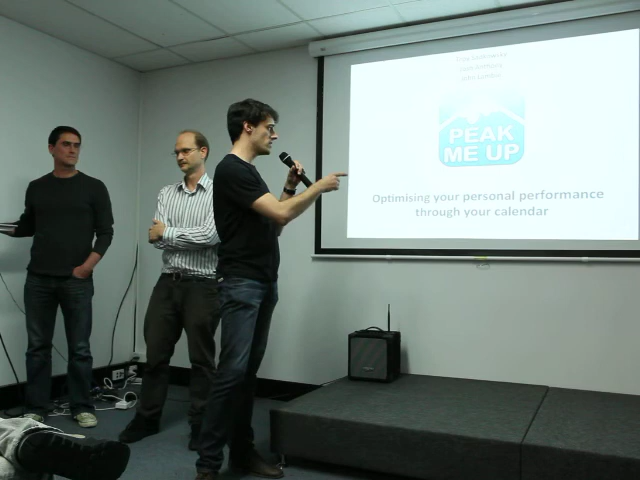 PEAK
ME UP
Optimising your personal performance
through your calendar